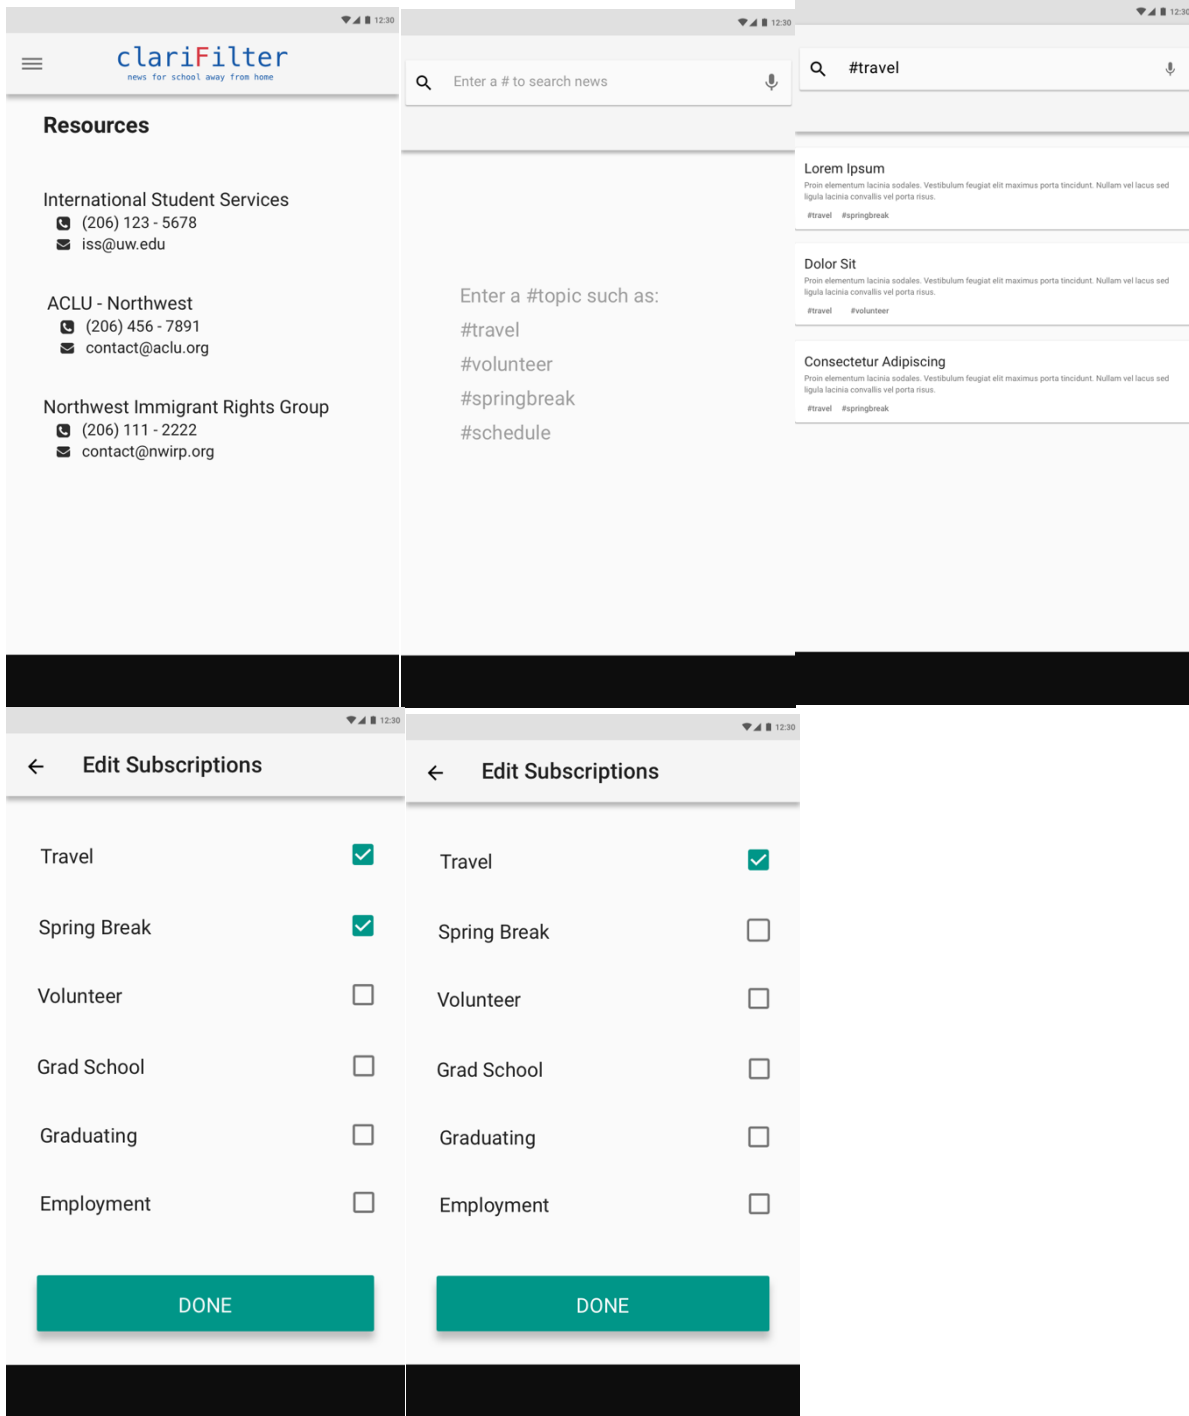 12:30
clariFilter
news for school away from home
Resources
International Student Services
(206) 123 - 5678
iss@uw.edu
ACLU - Northwest
(206) 456 - 7891
contact@aclu.org
Northwest Immigrant Rights Group
(206) 111 - 2222
contact@nwirp.org
12:30
Enter a # to search news
Enter a #topic such as:
#travel
#volunteer
#springbreak
#schedule
12:30
#travel
Lorem Ipsum
Proin elementum lacinia sodales. Vestibulum feugiat elit maximus porta tincidunt. Nullam vel lacus sed
ligula lacinia convallis vel porta risus.
#travel #springbreak
Dolor Sit
Proin elementum lacinia sodales. Vestibulum feugiat elit maximus porta tincidunt. Nullam vel lacus sed
ligula lacinia convallis vel porta risus.
#travel #volunteer
Consectetur Adipiscing
Proin elementum lacinia sodales. Vestibulum feugiat elit maximus porta tincidunt. Nullam vel lacus sed
ligula lacinia convallis vel porta risus.
#travel #springbreak
12:30
Edit Subscriptions
Travel
Spring Break
Volunteer
Grad School
Graduating
Employment
DONE
12:30
Edit Subscriptions
Travel
Spring Break
Volunteer
Grad School
Graduating
Employment
DONE